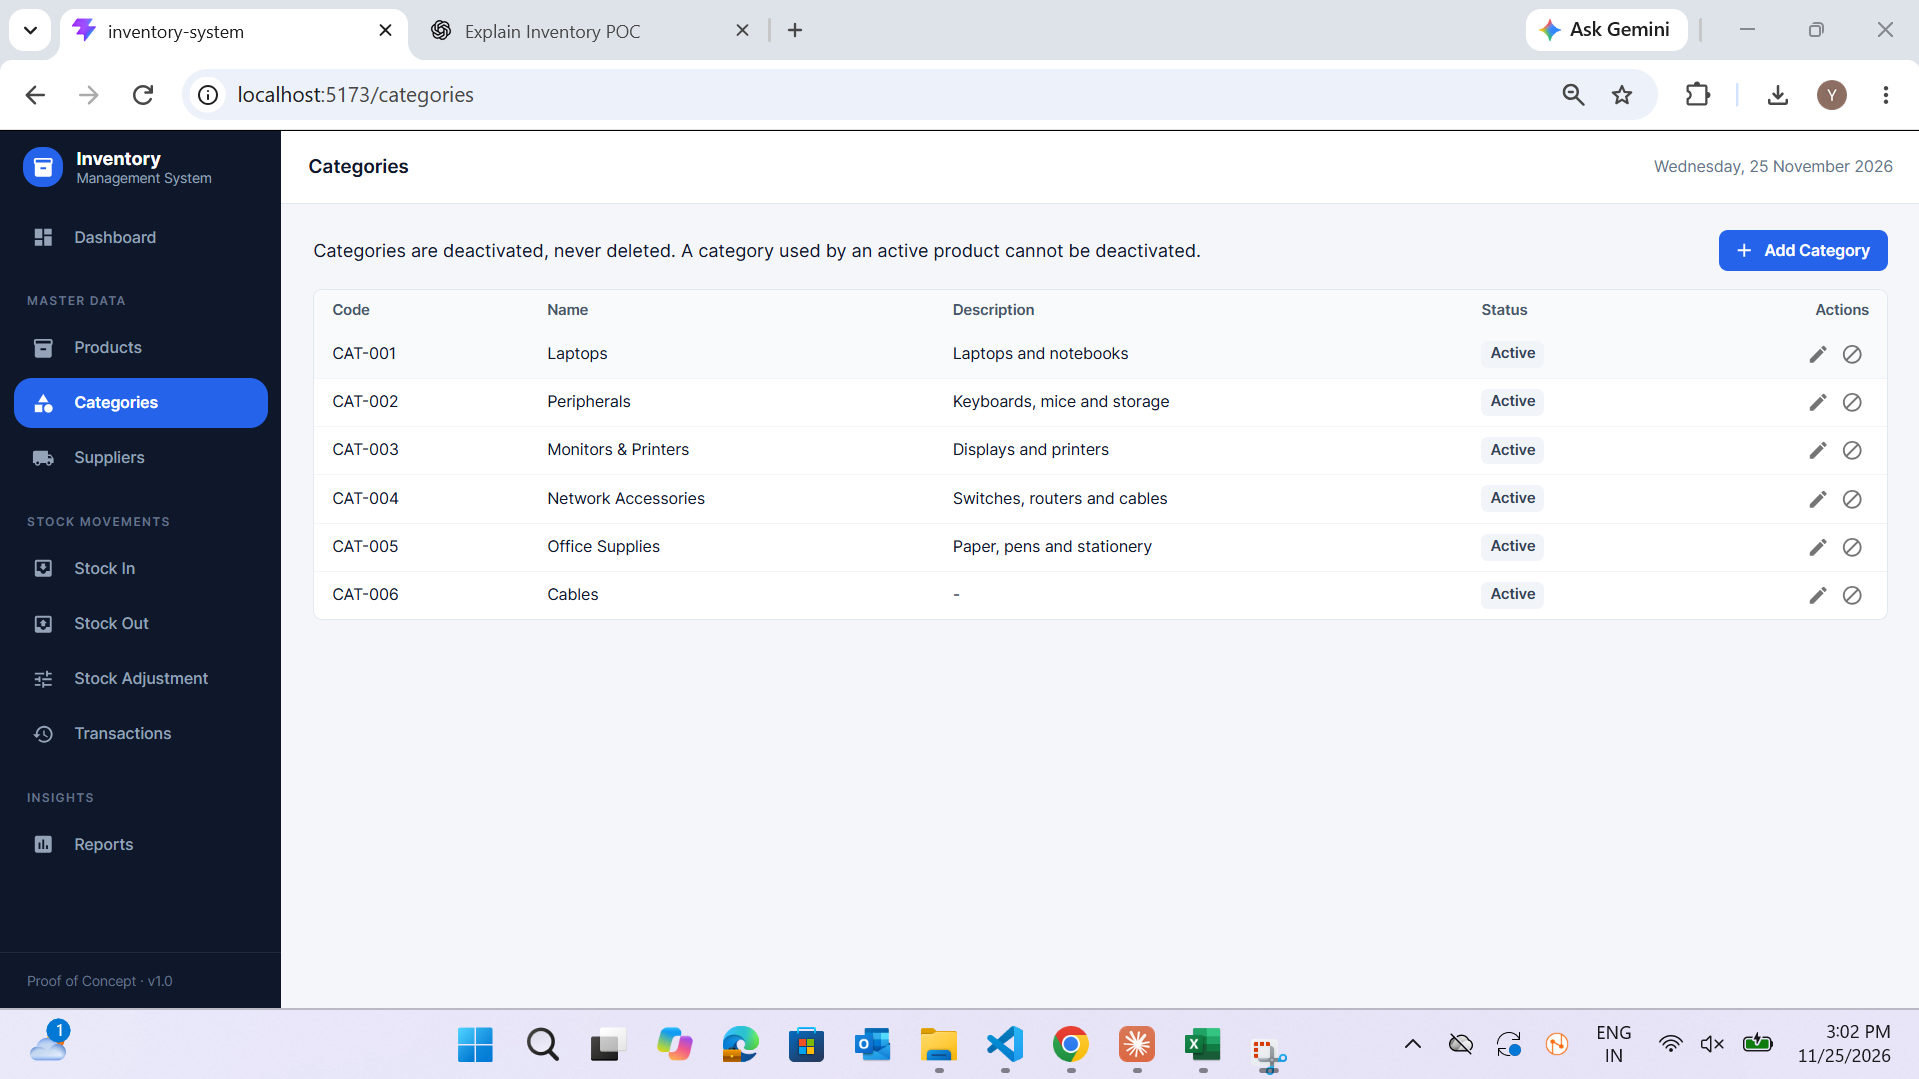 inventory-system
Explain Inventory POC
Ask Gemini
localhost:5173/categories
Y
Inventory
Management System
Dashboard
MASTER DATA
Products
Categories
Suppliers
STOCK MOVEMENTS
Stock In
Stock Out
Stock Adjustment
Transactions
INSIGHTS
Reports
Proof of Concept · v1.0
Categories
Wednesday, 25 November 2026
Categories are deactivated, never deleted. A category used by an active product cannot be deactivated.
+ Add Category
Code Name Description Status Actions
CAT-001 Laptops Laptops and notebooks Active
CAT-002 Peripherals Keyboards, mice and storage Active
CAT-003 Monitors & Printers Displays and printers Active
CAT-004 Network Accessories Switches, routers and cables Active
CAT-005 Office Supplies Paper, pens and stationery Active
CAT-006 Cables - Active
1
ENG
IN
3:02 PM
11/25/2026